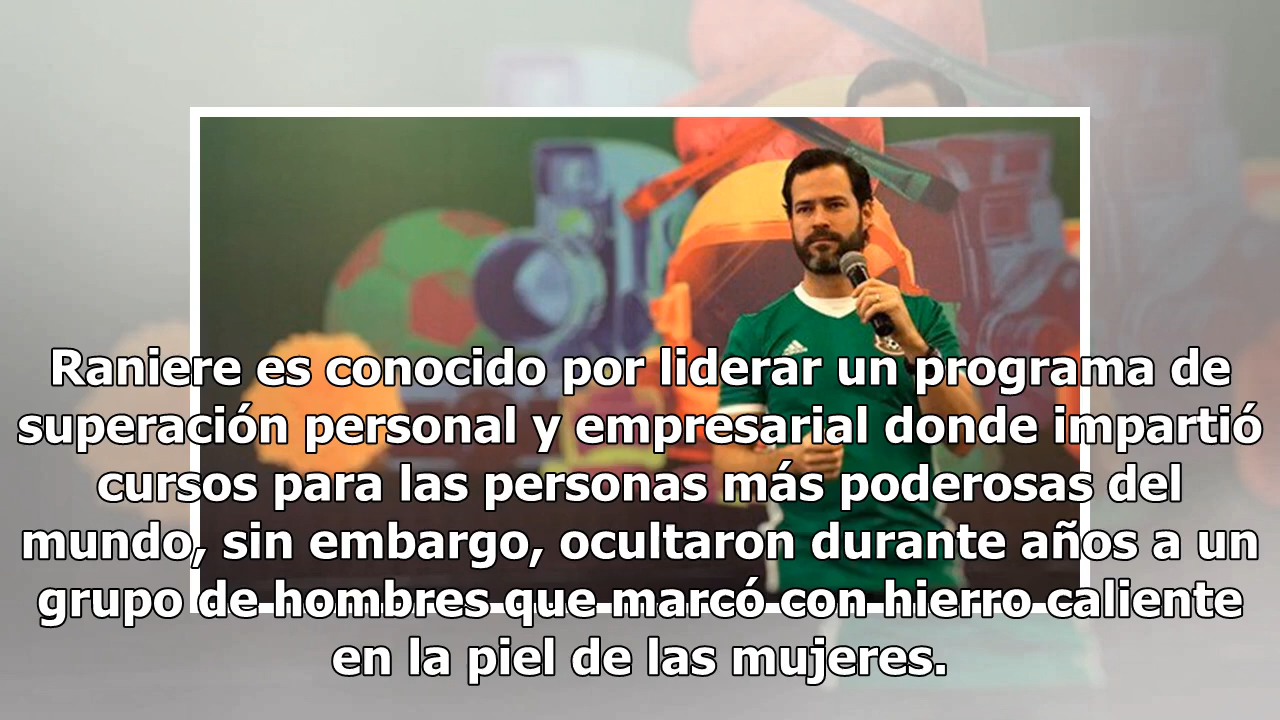 Raniere es conocido por liderar un programa de
superación personal y empresarial donde impartió
cursos para las personas más poderosas del
mundo, sin embargo, ocultaron durante años a un
grupo de hombres que marcó con hierro caliente
en la piel de las mujeres.